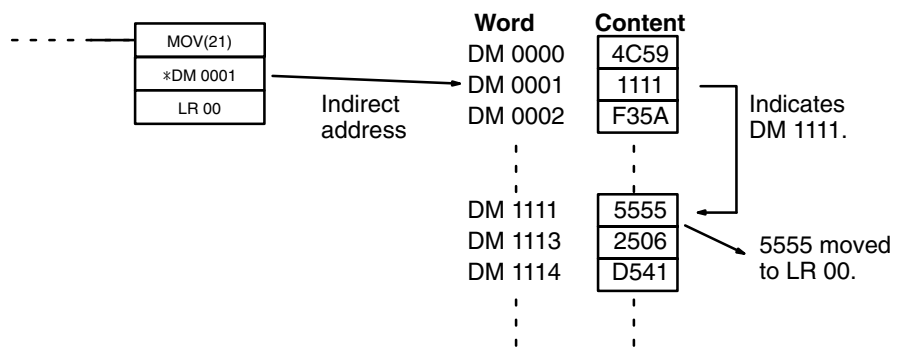 MOV(21)
*DM 0001
LR 00
Indirect
address
Word Content
DM 0000 4C59
DM 0001 1111
DM 0002 F35A
Indicates
DM 1111.
DM 1111 5555
DM 1113 2506
DM 1114 D541
5555 moved
to LR 00.